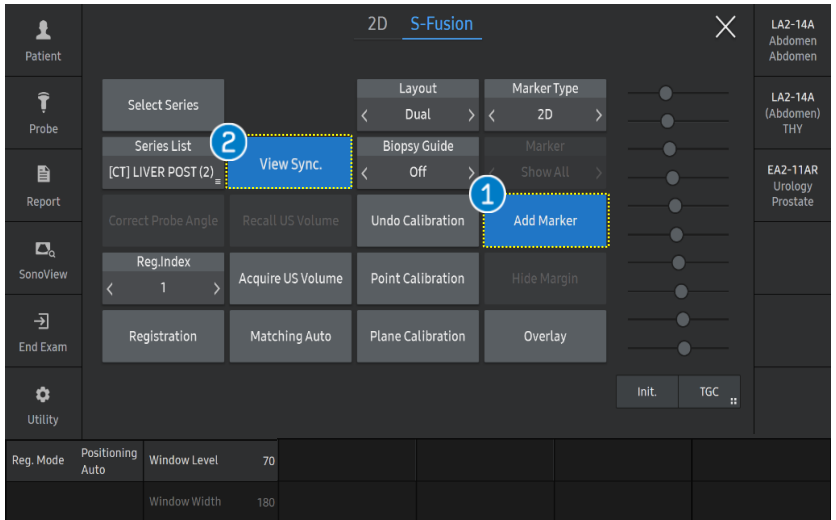 2D S-Fusion
Patient
Probe
Report
SonoView
End Exam
Utility
Select Series
Layout
Dual
Marker Type
2D
Series List
[CT] LIVER POST (2)
2
View Sync.
Biopsy Guide
Off
Marker
Show All
Correct Probe Angle
Recall US Volume
Undo Calibration
1
Add Marker
Reg.Index
1
Acquire US Volume
Point Calibration
Hide Margin
Registration
Matching Auto
Plane Calibration
Overlay
Init.
TGC
LA2-14A
Abdomen
Abdomen
LA2-14A
(Abdomen)
THY
EA2-11AR
Urology
Prostate
Reg. Mode
Positioning
Auto
Window Level 70
Window Width 180